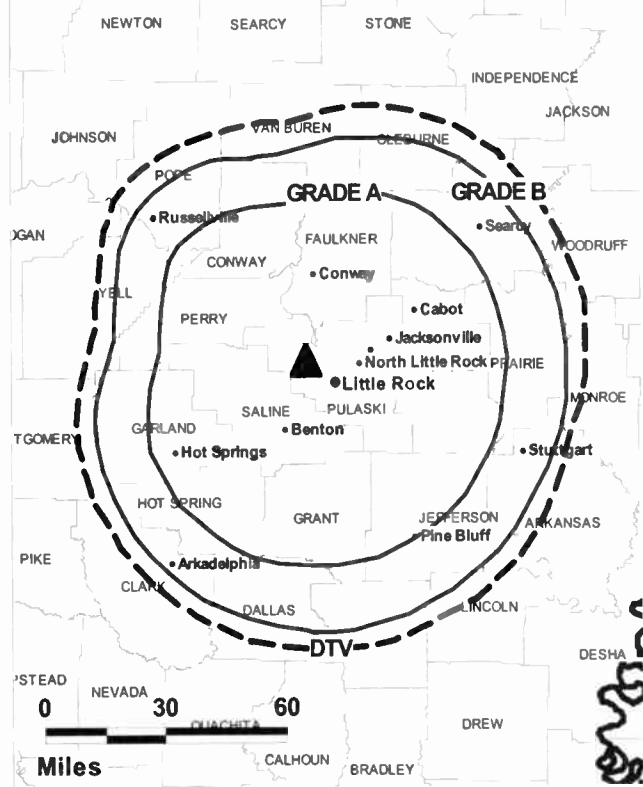 NEWTON SEARCY STONE
INDEPENDENCE
JACKSON
VAN BUREN
JOHNSON
CLEBURNE
POPE
GRADE A GRADE B
Russellville
Searcy
OGAN
FAULKNER
WOODRUFF
CONWAY
Conway
YELL
Cabot
PERRY
Jacksonville
North Little Rock PRAIRIE
Little Rock
MONROE
SALINE PULASKI
GARLAND
Benton
TGOMERY
Hot Springs
Stuttgart
HOT SPRING
GRANT
JEFFERSON
ARKANSAS
Pine Bluff
PIKE
Arkadelphia
CLARK
DALLAS
LINCOLN
DTV
DESHA
PSTEAD
NEVADA
0 30 60
OUACHITA
DREW
Miles
CALHOUN
BRADLEY